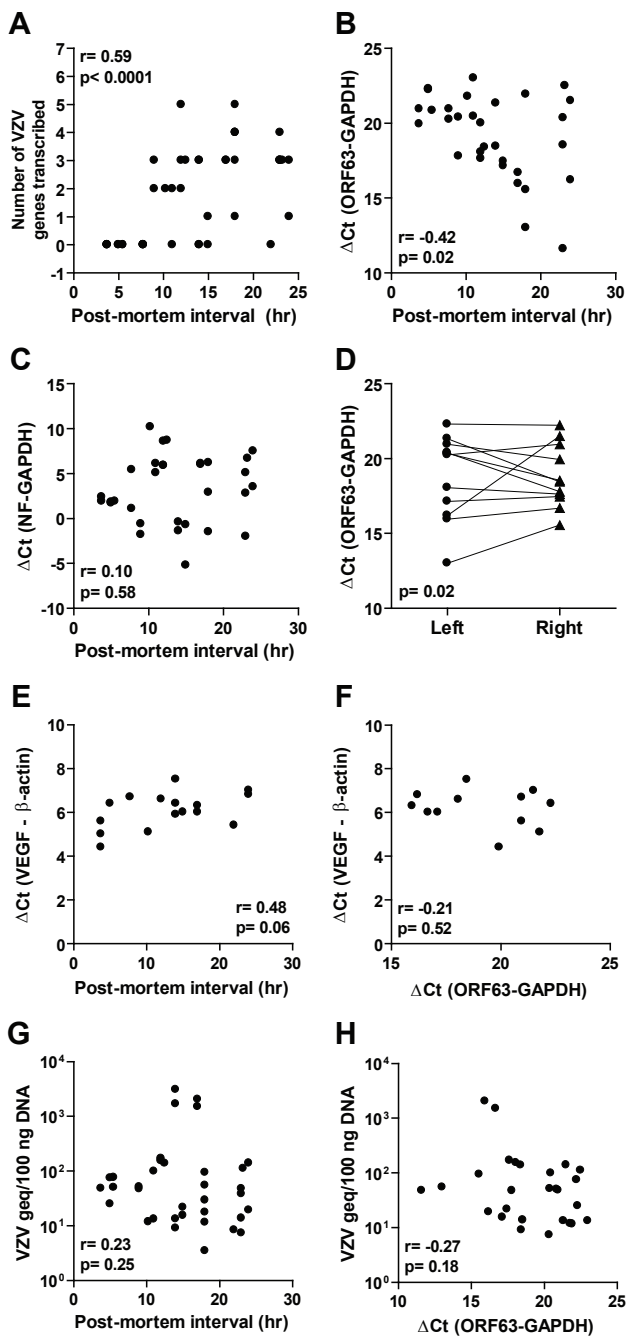 A
r= 0.59
p< 0.0001
Number of VZV
genes transcribed
7
6
5
4
3
2
1
0
-1
0 5 10 15 20 25
Post-mortem interval (hr)
B
ΔCt (ORF63-GAPDH)
25
20
15
10
r= -0.42
p= 0.02
0 10 20 30
Post-mortem interval (hr)
C
ΔCt (NF-GAPDH)
15
10
5
0
-5
-10
r= 0.10
p= 0.58
0 10 20 30
Post-mortem interval (hr)
D
ΔCt (ORF63-GAPDH)
25
20
15
10
p= 0.02
Left Right
E
ΔCt (VEGF - β-actin)
10
8
6
4
2
0
r= 0.48
p= 0.06
0 10 20 30
Post-mortem interval (hr)
F
ΔCt (VEGF - β-actin)
10
8
6
4
2
0
r= -0.21
p= 0.52
15 20 25
ΔCt (ORF63-GAPDH)
G
VZV geq/100 ng DNA
10⁴
10³
10²
10¹
10⁰
r= 0.23
p= 0.25
0 10 20 30
Post-mortem interval (hr)
H
VZV geq/100 ng DNA
10⁴
10³
10²
10¹
10⁰
r= -0.27
p= 0.18
10 15 20 25
ΔCt (ORF63-GAPDH)